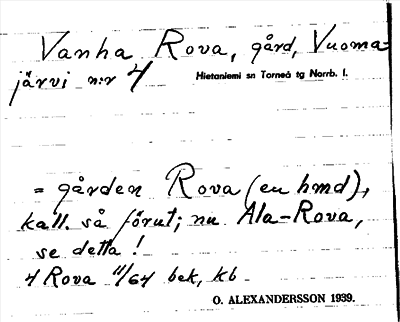 Vanha Rova, gård, Vuoma=
järvi n:r 4
Hietaniemi sn Torneå tg Norrb. l.
= gården Rova (en hmd),
kall. så förut; nu Ala-Rova,
se detta!
4 Rova 11/64 bek, kb.
O. ALEXANDERSSON 1939.